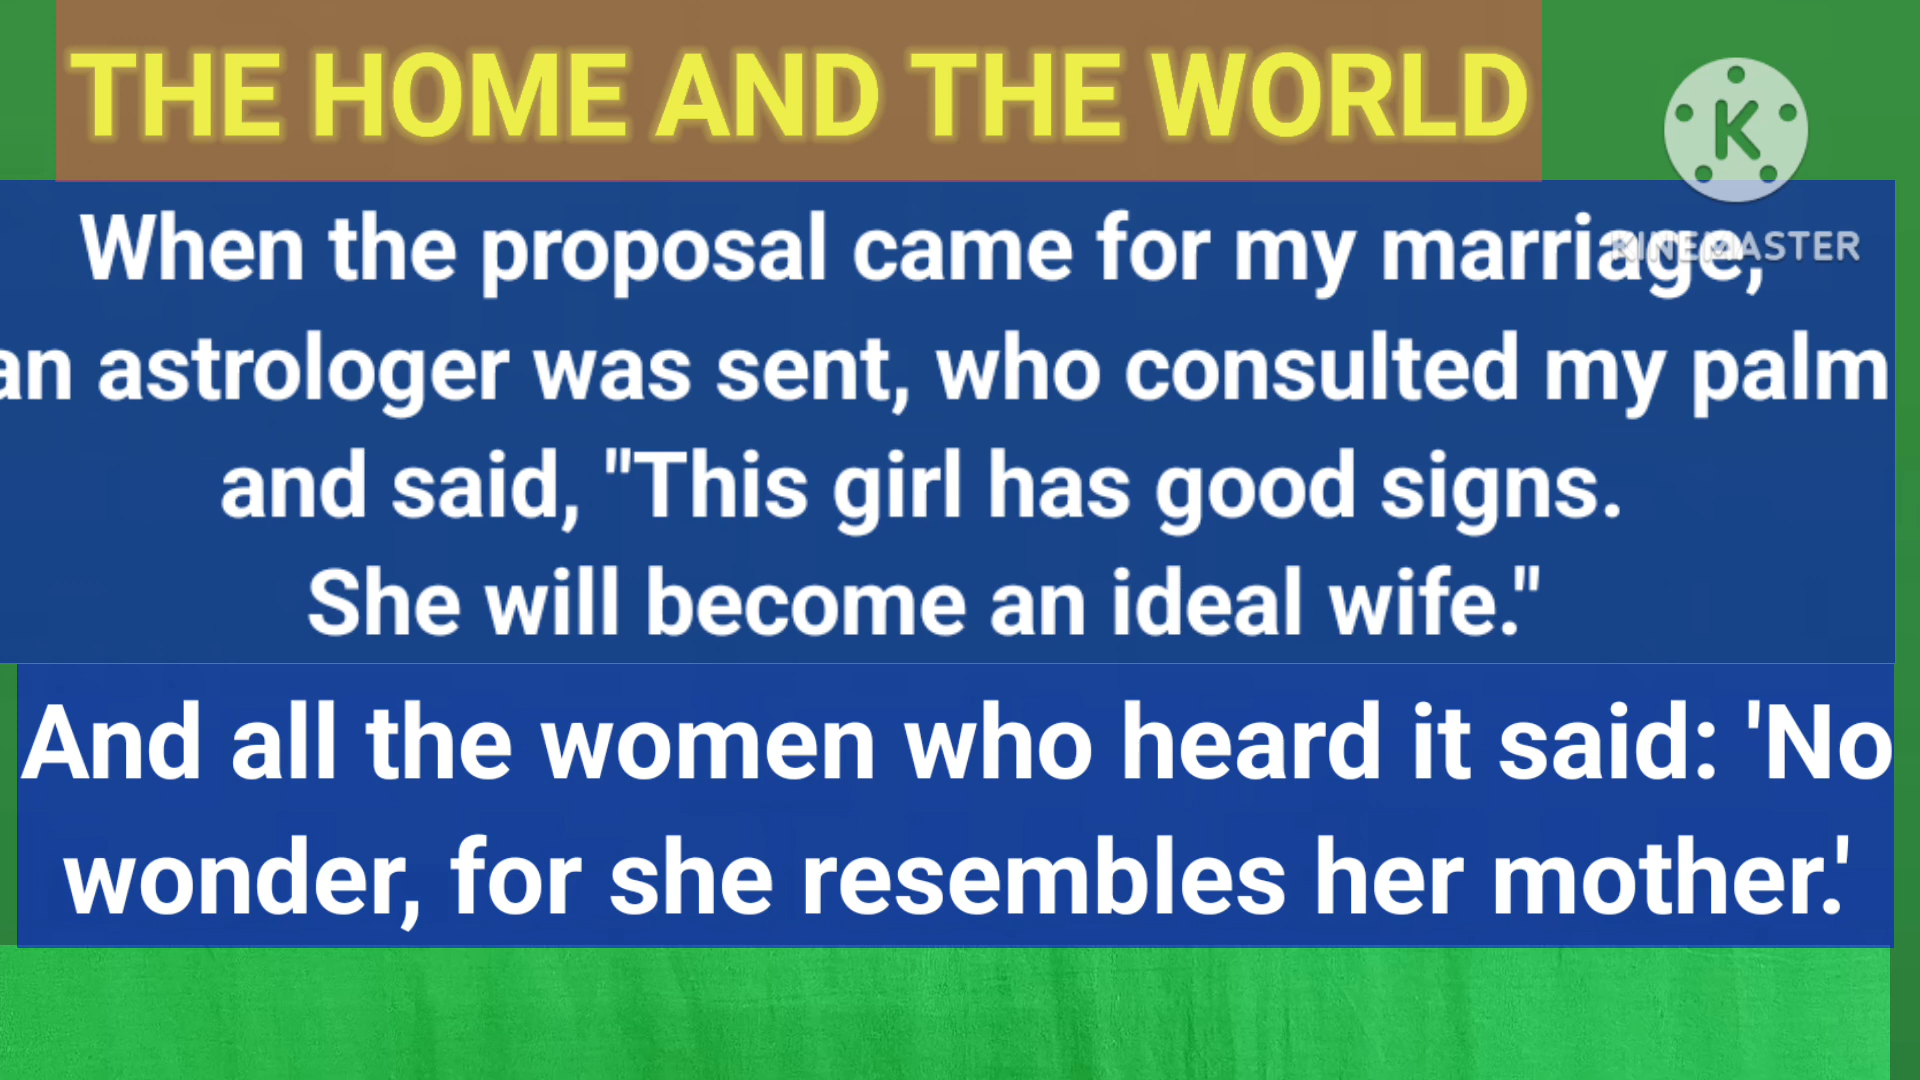 THE HOME AND THE WORLD
K
KINEMASTER
When the proposal came for my marriage,
an astrologer was sent, who consulted my palm
and said, "This girl has good signs.
She will become an ideal wife."
And all the women who heard it said: 'No
wonder, for she resembles her mother.'